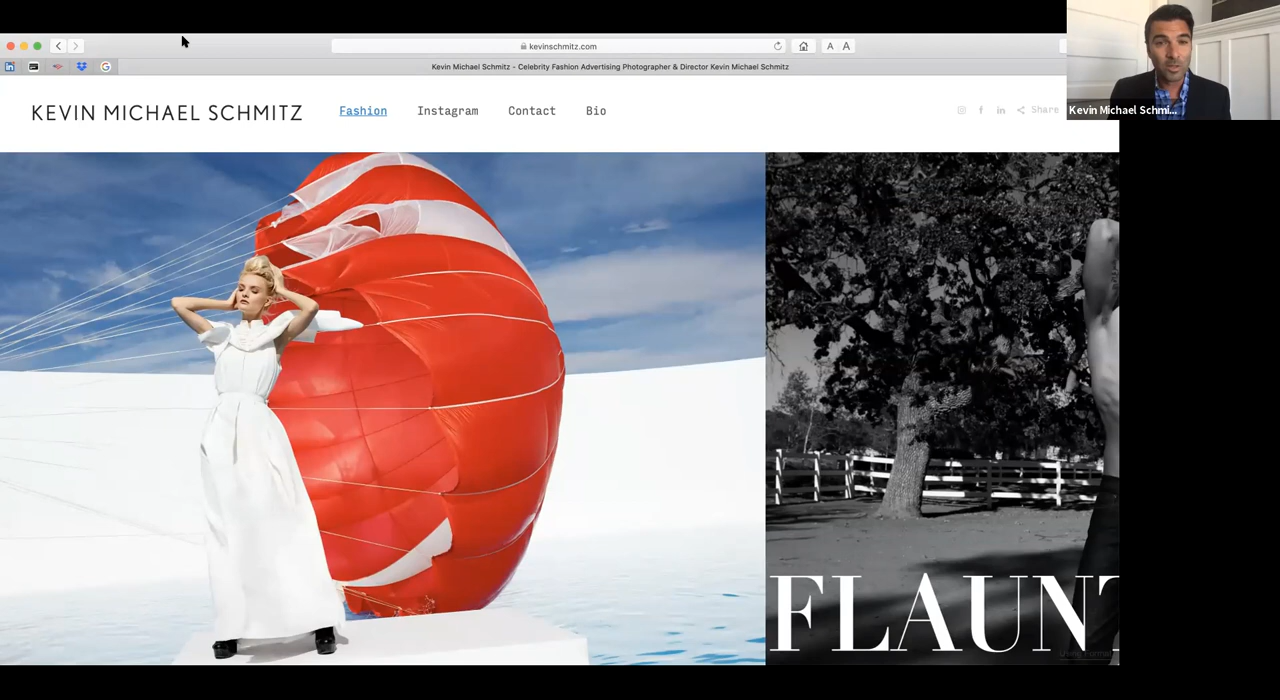 kevinschmitz.com
A A
Kevin Michael Schmitz - Celebrity Fashion Advertising Photographer & Director Kevin Michael Schmitz
KEVIN MICHAEL SCHMITZ
Fashion
Instagram
Contact
Bio
Share
Kevin Michael Schmi...
FLAUNT